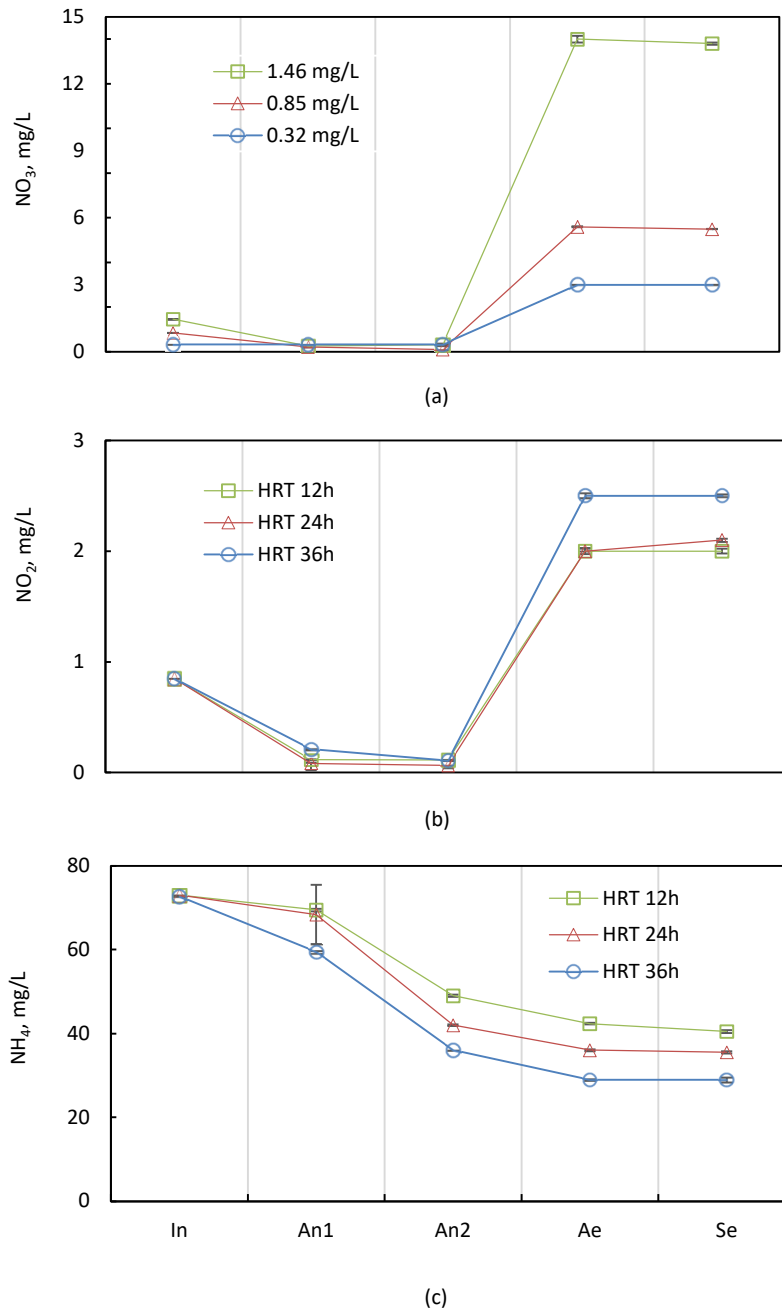 15
12
9
6
3
0
NO₃, mg/L
1.46 mg/L
0.85 mg/L
0.32 mg/L
(a)
3
2
1
0
NO₂, mg/L
HRT 12h
HRT 24h
HRT 36h
(b)
80
60
40
20
0
NH₄, mg/L
HRT 12h
HRT 24h
HRT 36h
In An1 An2 Ae Se
(c)